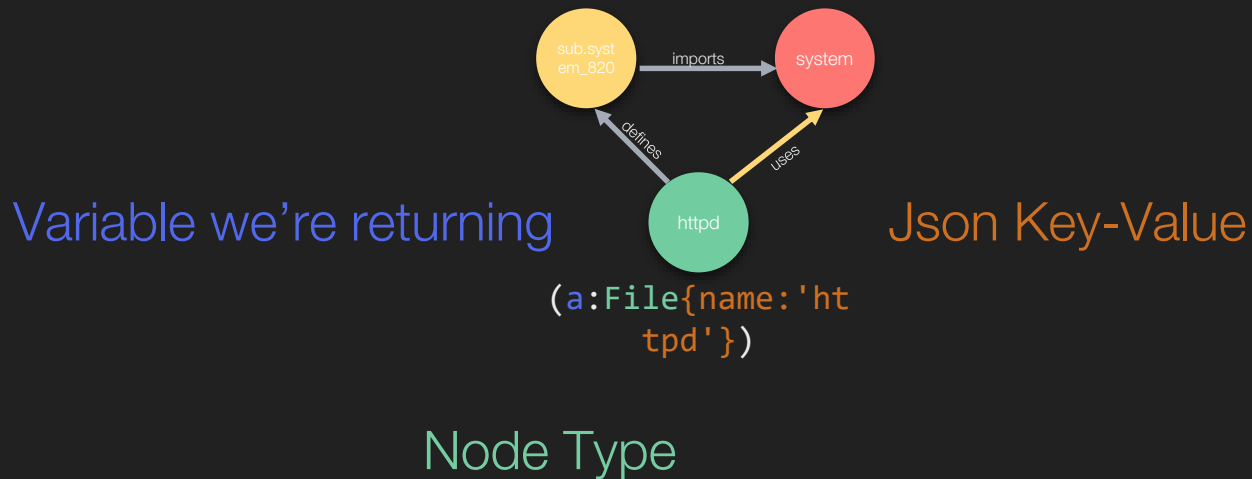 sub.syst
em_820
imports
system
defines
uses
Variable we’re returning
httpd
Json Key-Value
(a:File{name:'ht
tpd'})
Node Type